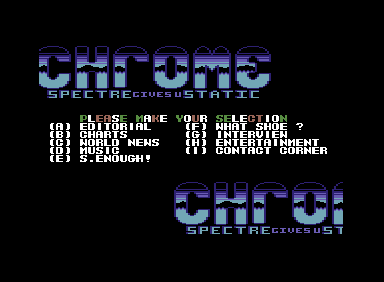 CHROME
SPECTRE GIVES U STATIC
PLEASE MAKE YOUR SELECTION
(A) EDITORIAL (F) WHAT SHOE ?
(B) CHARTS (G) INTERVIEW
(C) WORLD NEWS (H) ENTERTAINMENT
(D) MUSIC (I) CONTACT CORNER
(E) S.ENOUGH!
CHRO
SPECTRE GIVES U ST